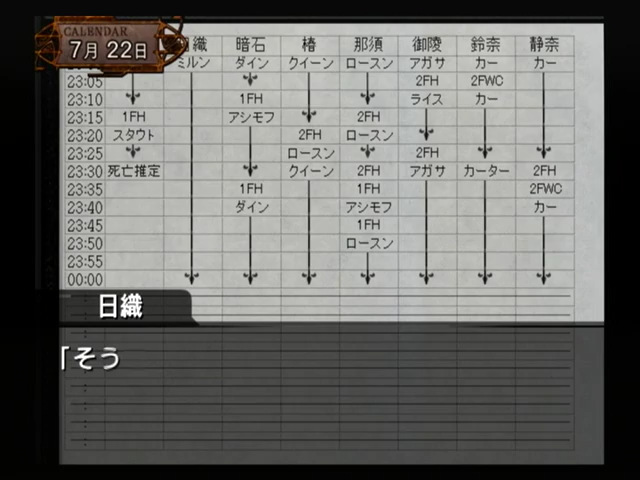 CALENDAR
7月 22日
織 暗石 椿 那須 御陵 鈴奈 静奈
ミルン ダイン クイーン ロースン アガサ カー カー
23:05 2FH 2FWC
23:10 1FH ライス カー
23:15 1FH アシモフ 2FH
23:20 スタウト 2FH ロースン
23:25 ロースン 2FH
23:30 死亡推定 クイーン 2FH アガサ カーター 2FH
23:35 1FH 1FH 2FWC
23:40 ダイン アシモフ カー
23:45 1FH
23:50 ロースン
23:55
00:00
日織
「そう